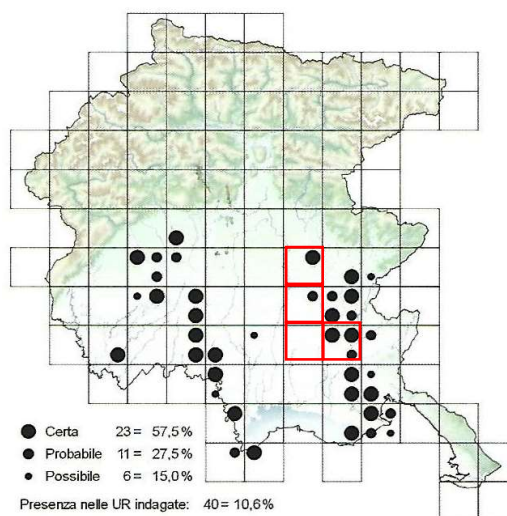 Certa 23 = 57,5%
Probabile 11 = 27,5%
Possibile 6 = 15,0%
Presenza nelle UR indagate: 40 = 10,6%